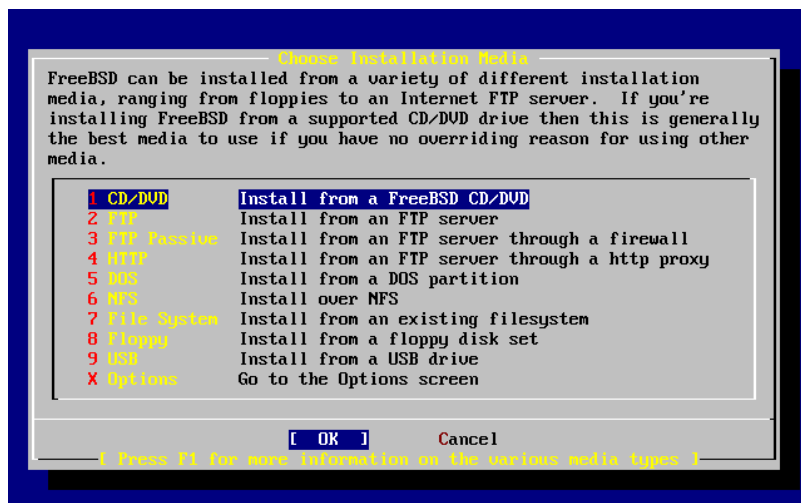 Choose Installation Media
FreeBSD can be installed from a variety of different installation
media, ranging from floppies to an Internet FTP server.  If you're
installing FreeBSD from a supported CD/DVD drive then this is generally
the best media to use if you have no overriding reason for using other
media.
1 CD/DVD Install from a FreeBSD CD/DVD
2 FTP Install from an FTP server
3 FTP Passive Install from an FTP server through a firewall
4 HTTP Install from an FTP server through a http proxy
5 DOS Install from a DOS partition
6 NFS Install over NFS
7 File System Install from an existing filesystem
8 Floppy Install from a floppy disk set
9 USB Install from a USB drive
X Options Go to the Options screen
[ OK ] Cancel
[ Press F1 for more information on the various media types ]